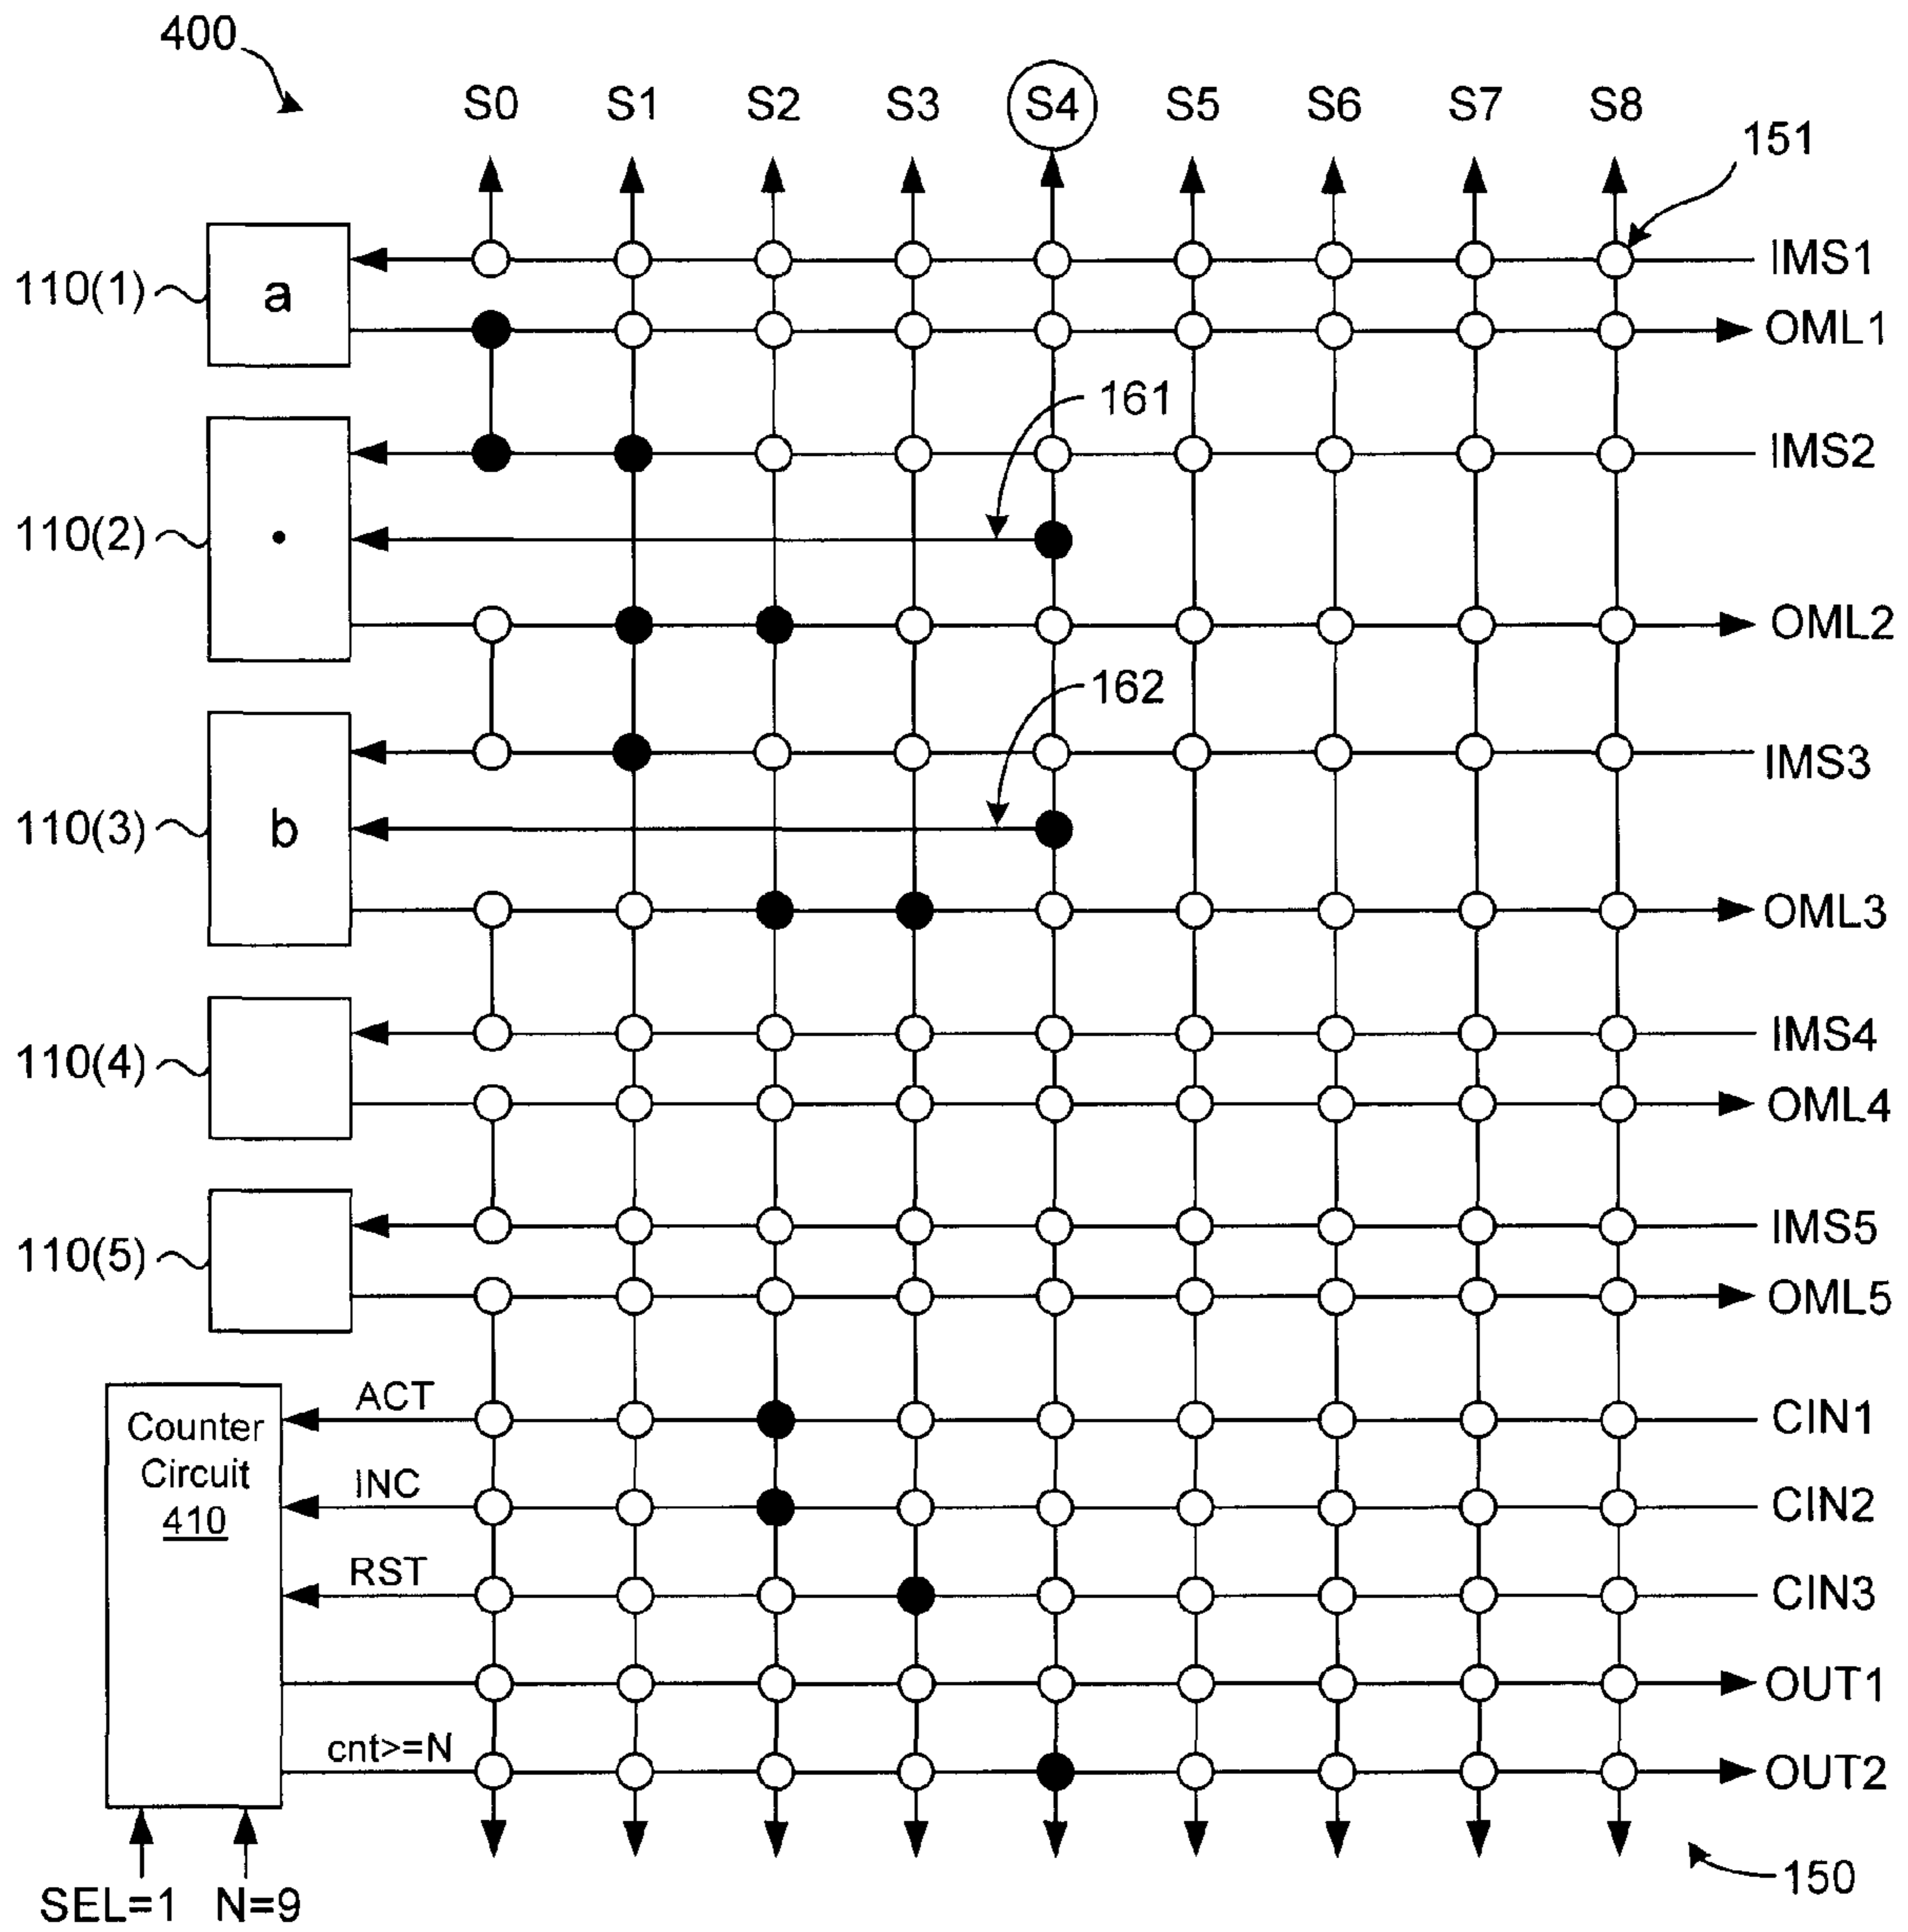 400
S0 S1 S2 S3 S4 S5 S6 S7 S8
151
110(1) a IMS1
OML1
161
IMS2
110(2) •
OML2
162
IMS3
110(3) b
OML3
IMS4
110(4)
OML4
IMS5
110(5)
OML5
Counter
Circuit
410
ACT CIN1
INC CIN2
RST CIN3
OUT1
cnt>=N OUT2
150
SEL=1 N=9